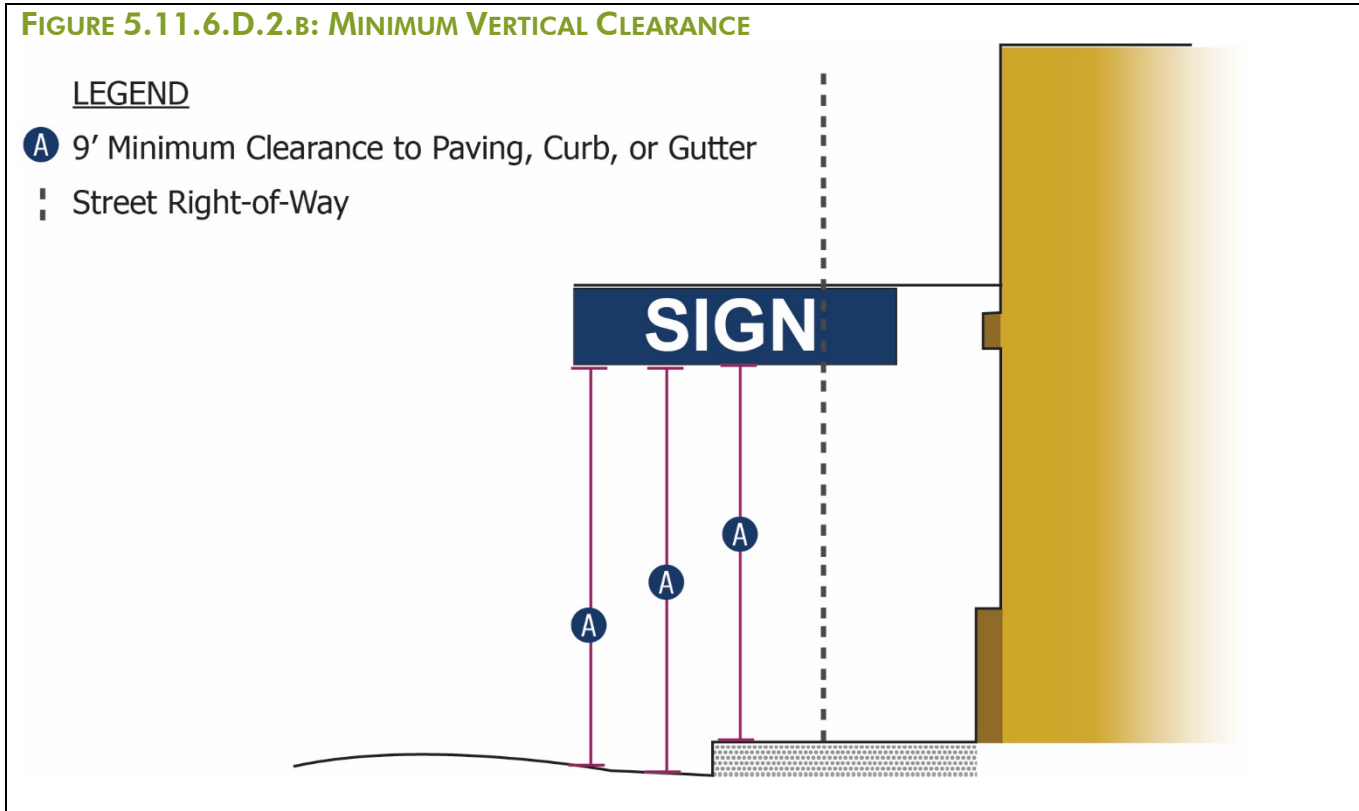 FIGURE 5.11.6.D.2.B: MINIMUM VERTICAL CLEARANCE
LEGEND
A 9’ Minimum Clearance to Paving, Curb, or Gutter
Street Right-of-Way
SIGN
A
A
A